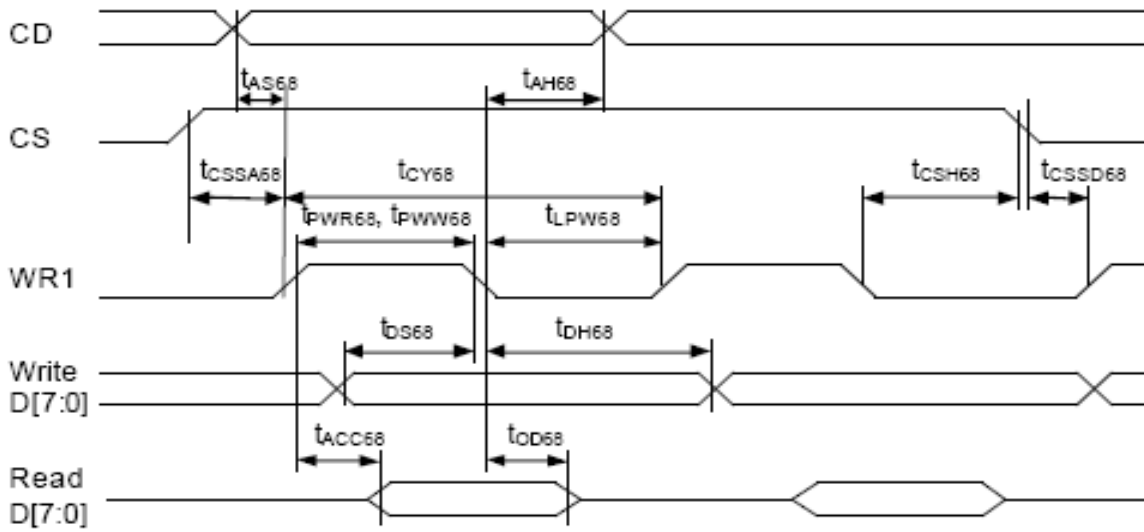 CD
tAS68 tAH68
CS
tCSSA68 tCY68 tCSH68 tCSSD68
tPWR68, tPWW68 tLPW68
WR1
tDS68 tDH68
Write
D[7:0]
tACC68 tOD68
Read
D[7:0]